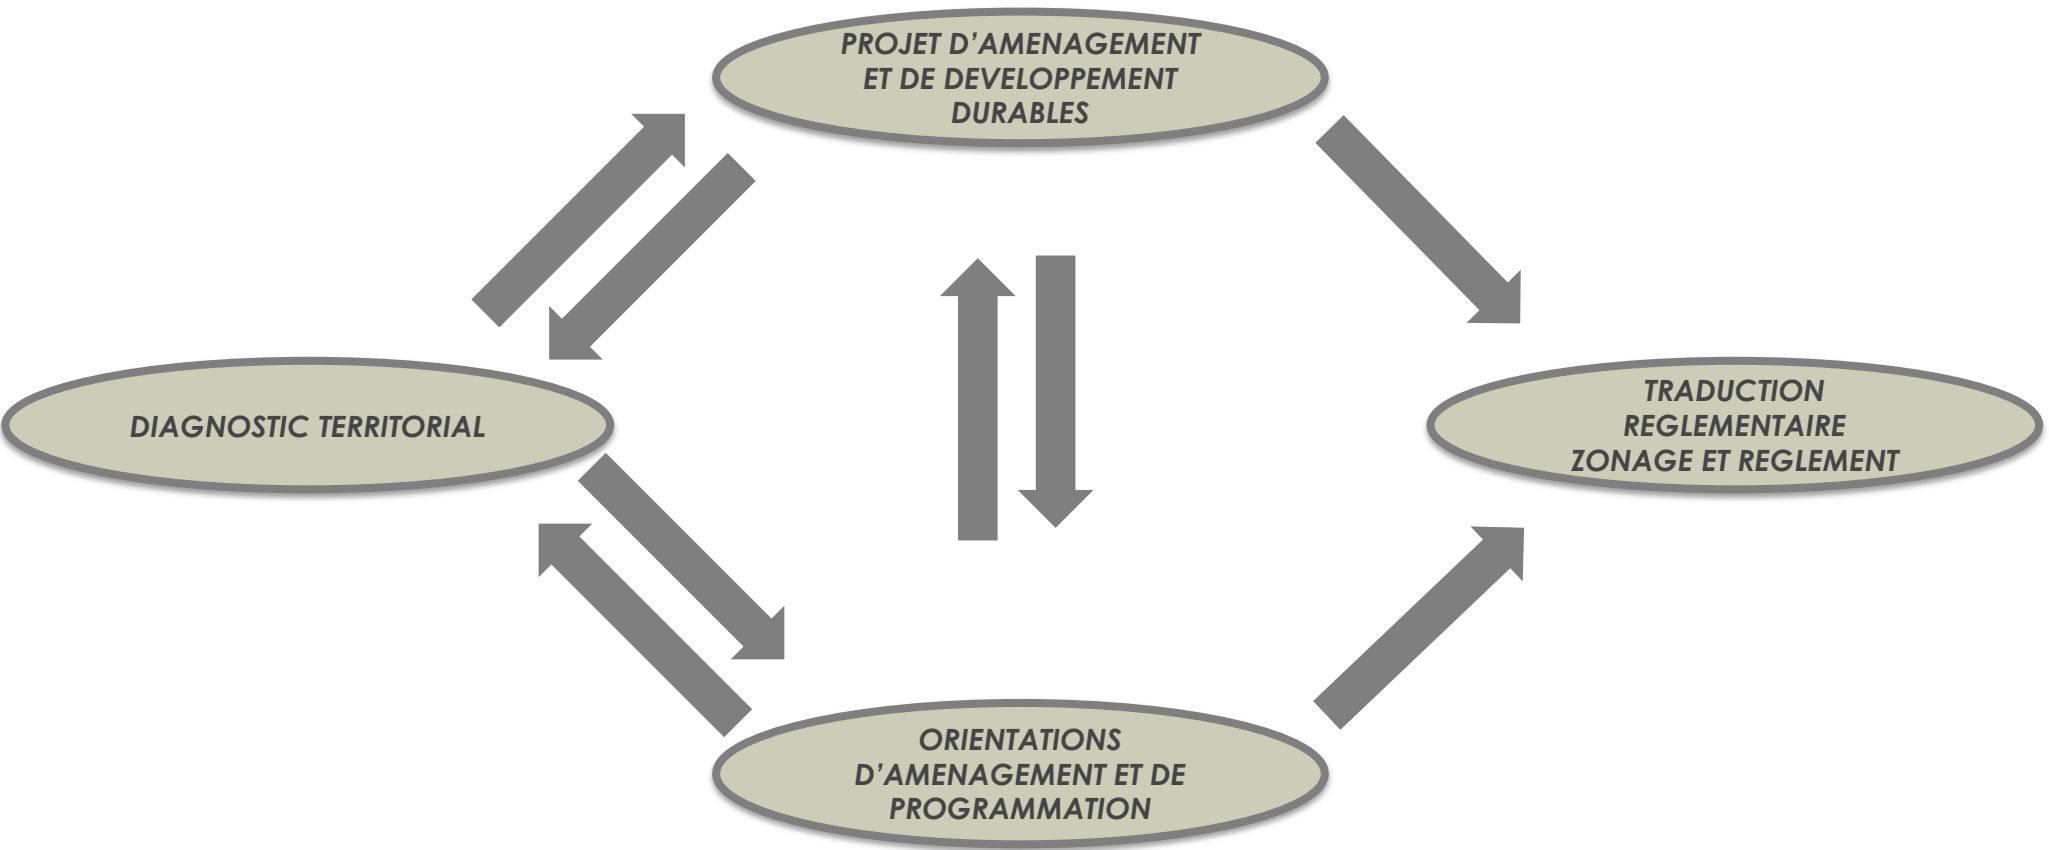 PROJET D’AMENAGEMENT
ET DE DEVELOPPEMENT
DURABLES
DIAGNOSTIC TERRITORIAL
TRADUCTION
REGLEMENTAIRE
ZONAGE ET REGLEMENT
ORIENTATIONS
D’AMENAGEMENT ET DE
PROGRAMMATION